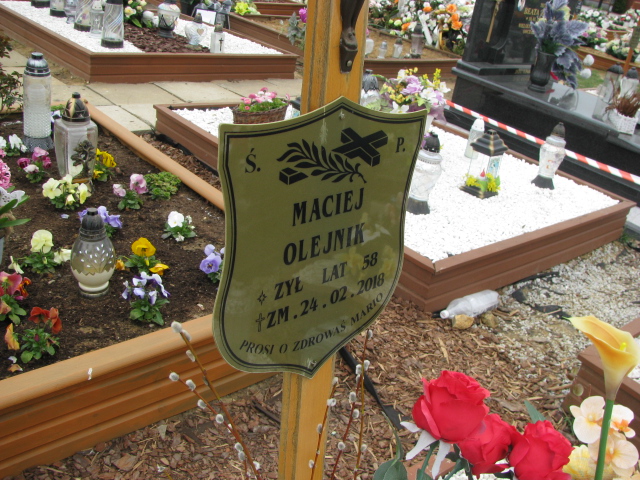 Ś. P.
MACIEJ
OLEJNIK
ŻYŁ LAT 58
ZM. 24. 02. 2018
PROSI O ZDROWAŚ MARIO